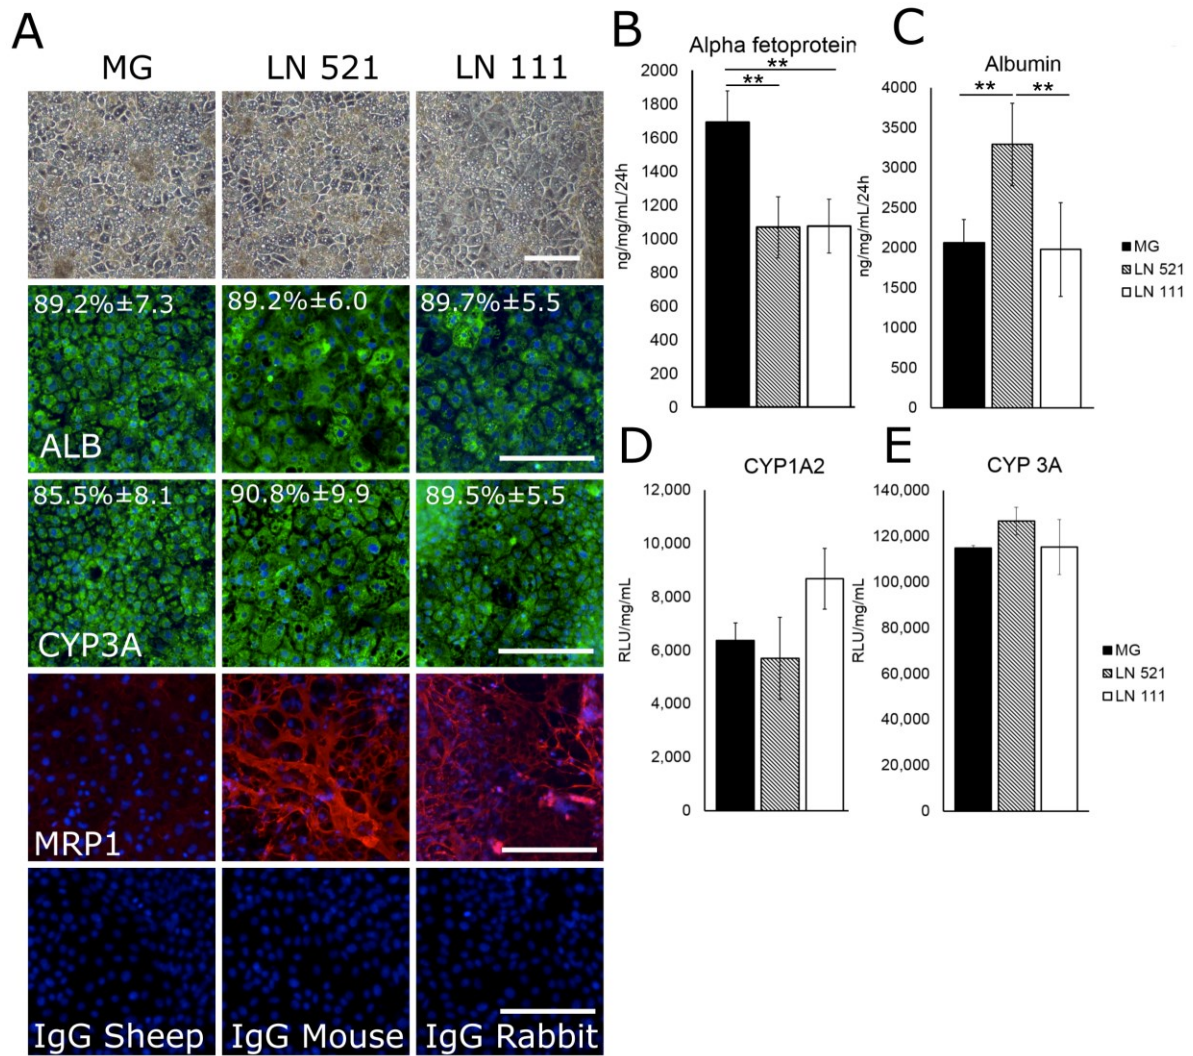 A
MG LN 521 LN 111
89.2%±7.3 89.2%±6.0 89.7%±5.5
ALB
85.5%±8.1 90.8%±9.9 89.5%±5.5
CYP3A
MRP1
IgG Sheep IgG Mouse IgG Rabbit
B
Alpha fetoprotein
**
**
ng/mg/mL/24h
2000
1800
1600
1400
1200
1000
800
600
400
200
0
C
Albumin
** **
ng/mg/mL/24h
4000
3500
3000
2500
2000
1500
1000
500
0
MG
LN 521
LN 111
D
CYP1A2
RLU/mg/mL
12,000
10,000
8,000
6,000
4,000
2,000
0
E
CYP 3A
RLU/mg/mL
140,000
120,000
100,000
80,000
60,000
40,000
20,000
0
MG
LN 521
LN 111